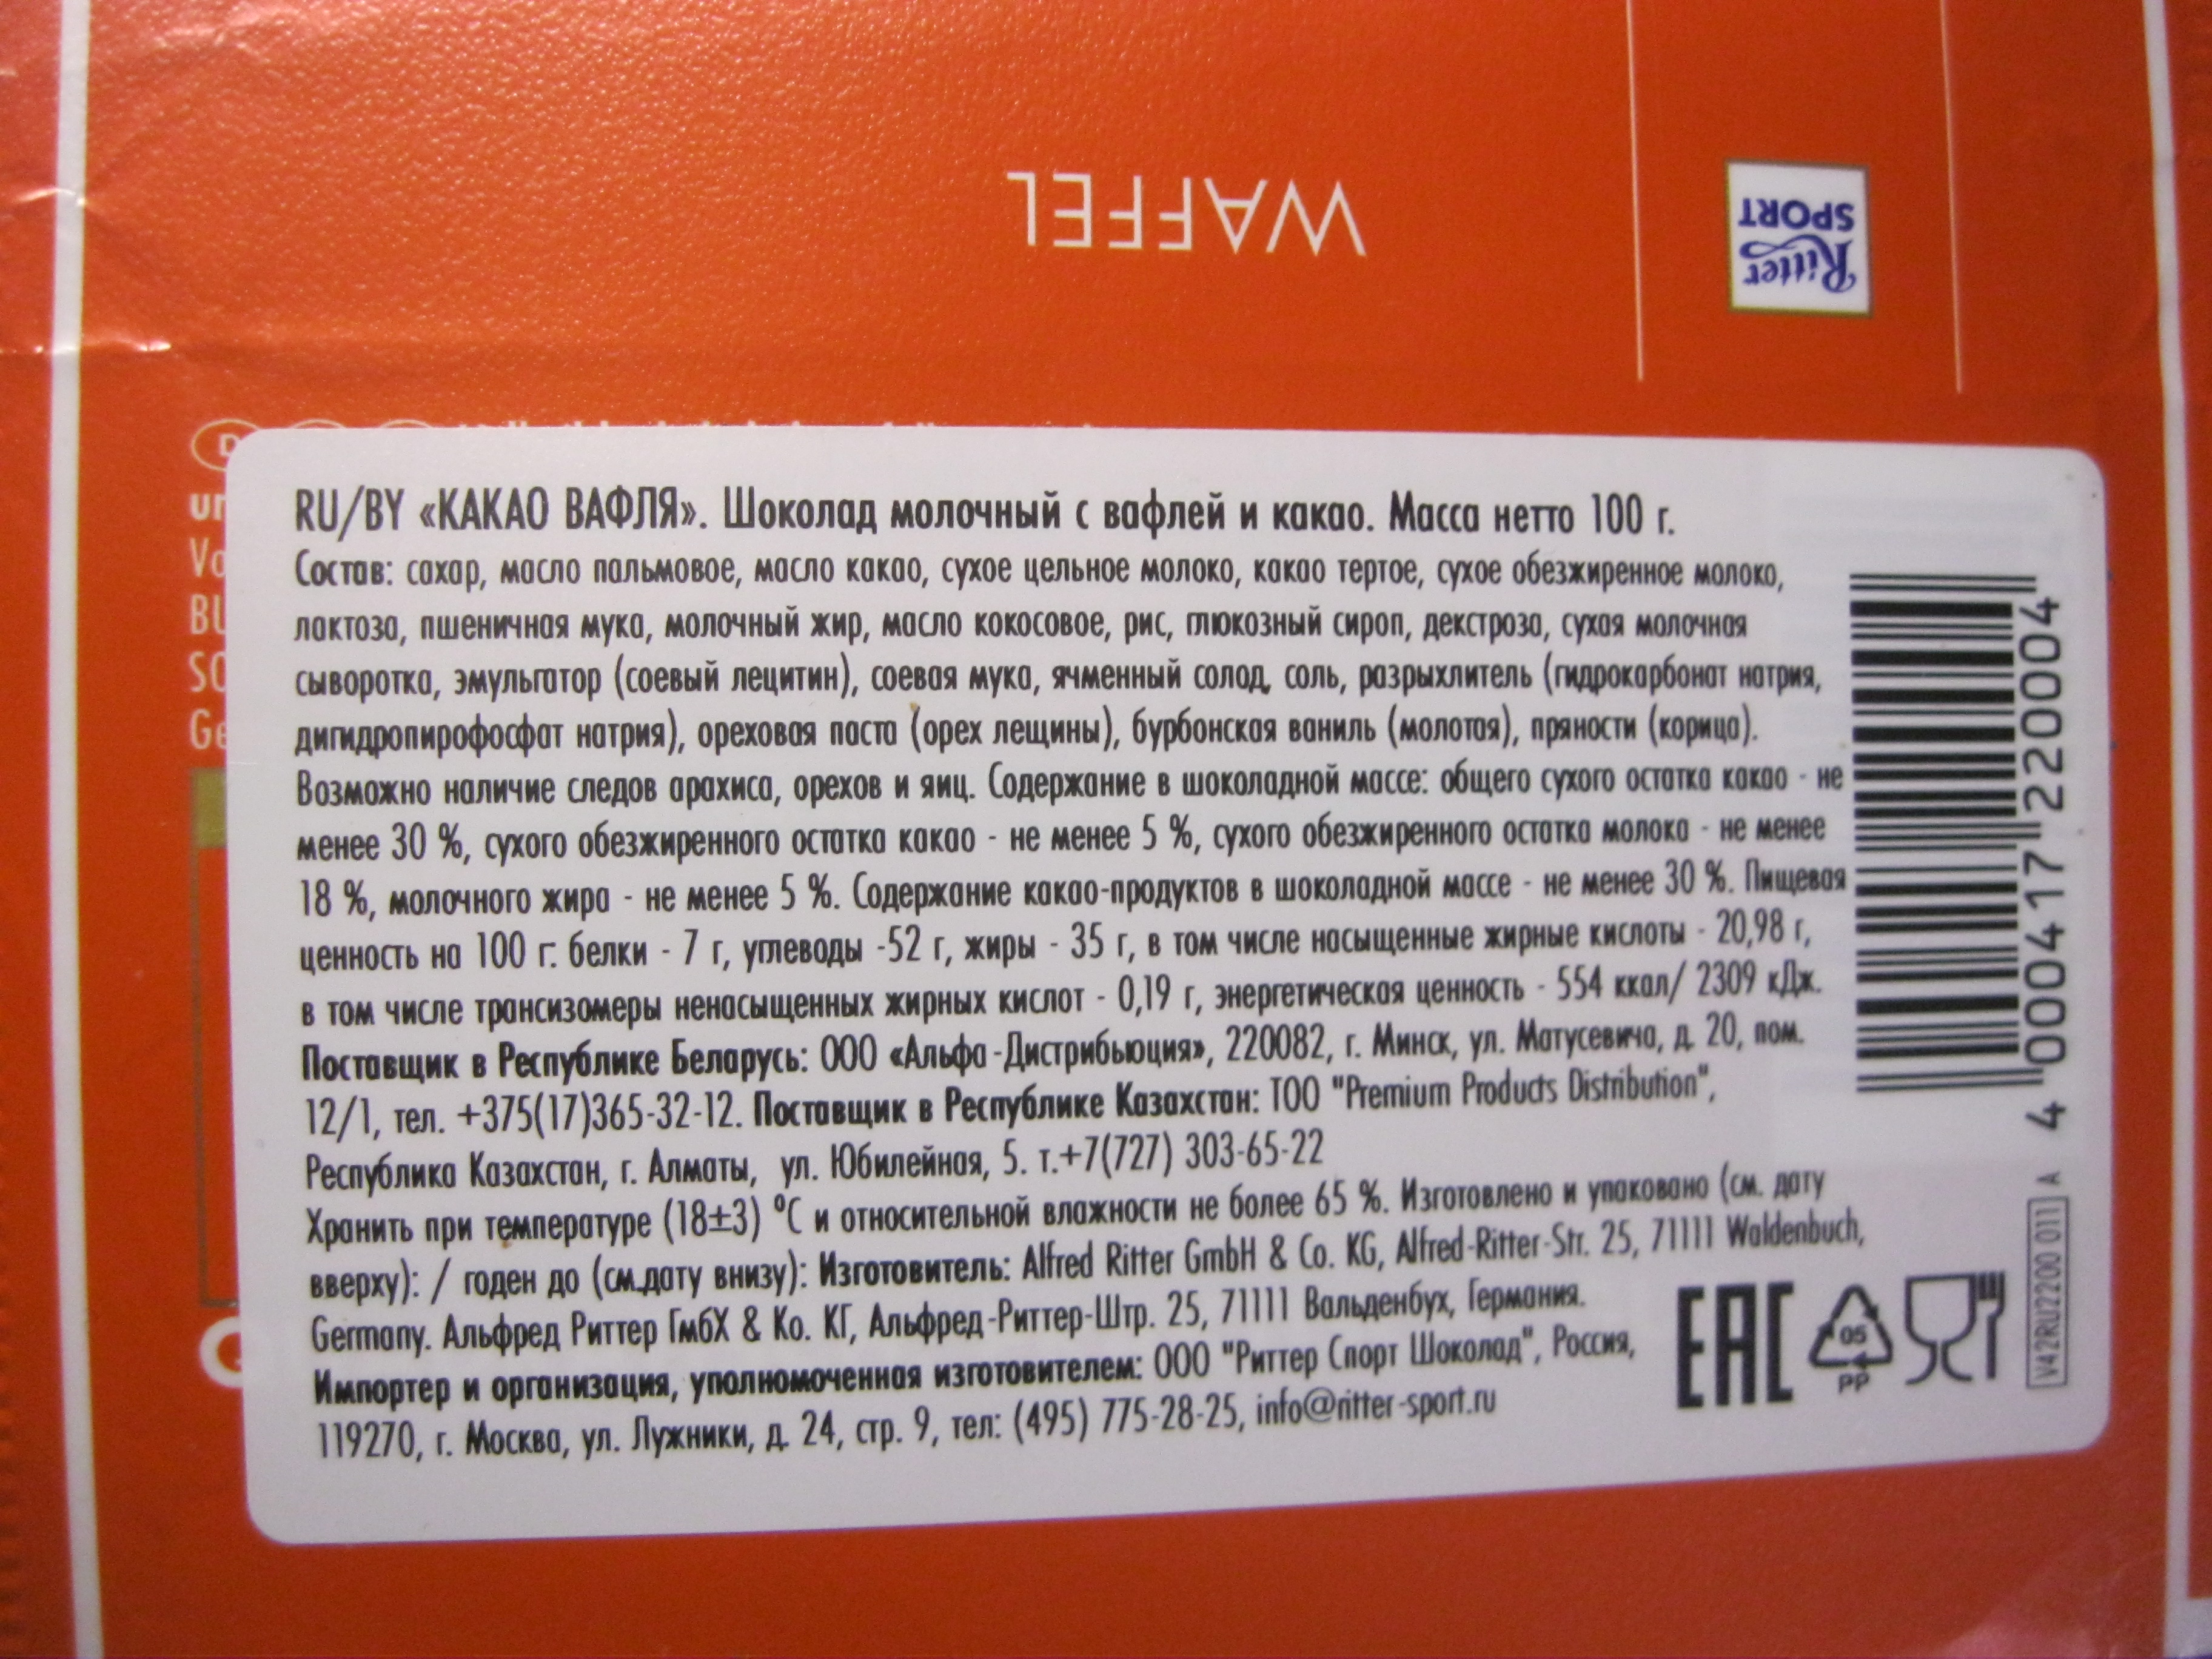 WAFFEL
Ritter
SPORT
D
RU/BY «КАКАО ВАФЛЯ». Шоколад молочный с вафлей и какао. Масса нетто 100 г.
Состав: сахар, масло пальмовое, масло какао, сухое цельное молоко, какао тертое, сухое обезжиренное молоко,
лактоза, пшеничная мука, молочный жир, масло кокосовое, рис, глюкозный сироп, декстроза, сухая молочная
сыворотка, эмульгатор (соевый лецитин), соевая мука, ячменный солод, соль, разрыхлитель (гидрокарбонат натрия,
дигидропирофосфат натрия), ореховая паста (орех лещины), бурбонская ваниль (молотая), пряности (корица).
Возможно наличие следов арахиса, орехов и яиц. Содержание в шоколадной массе: общего сухого остатка какао - не
менее 30 %, сухого обезжиренного остатка какао - не менее 5 %, сухого обезжиренного остатка молока - не менее
18 %, молочного жира - не менее 5 %. Содержание какао-продуктов в шоколадной массе - не менее 30 %. Пищевая
ценность на 100 г: белки - 7 г, углеводы -52 г, жиры - 35 г, в том числе насыщенные жирные кислоты - 20,98 г,
в том числе трансизомеры ненасыщенных жирных кислот - 0,19 г, энергетическая ценность - 554 ккал/ 2309 кДж.
Поставщик в Республике Беларусь: ООО «Альфа-Дистрибьюция», 220082, г. Минск, ул. Матусевича, д. 20, пом.
12/1, тел. +375(17)365-32-12. Поставщик в Республике Казахстан: ТОО "Premium Products Distribution",
Республика Казахстан, г. Алматы, ул. Юбилейная, 5. т.+7(727) 303-65-22
Хранить при температуре (18±3) °С и относительной влажности не более 65 %. Изготовлено и упаковано (см. дату
вверху): / годен до (см.дату внизу): Изготовитель: Alfred Ritter GmbH & Co. KG, Alfred-Ritter-Str. 25, 71111 Waldenbuch,
Germany. Альфред Риттер ГмбХ & Ко. КГ, Альфред-Риттер-Штр. 25, 71111 Вальденбух, Германия.
Импортер и организация, уполномоченная изготовителем: ООО "Риттер Спорт Шоколад", Россия,
119270, г. Москва, ул. Лужники, д. 24, стр. 9, тел: (495) 775-28-25, info@ritter-sport.ru
4 000417 220004
EAC
05
PP
V42RU2200 011 A